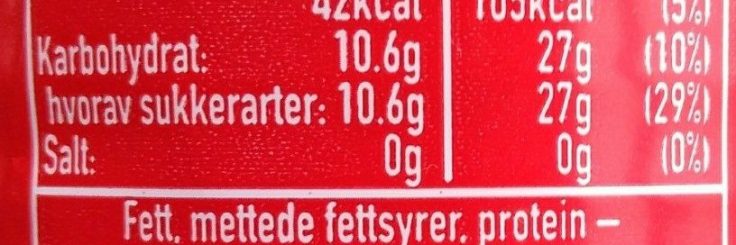 42kcal 105kcal (5%)
Karbohydrat: 10.6g 27g (10%)
hvorav sukkerarter: 10.6g 27g (29%)
Salt: 0g 0g (0%)
Fett, mettede fettsyrer, protein –